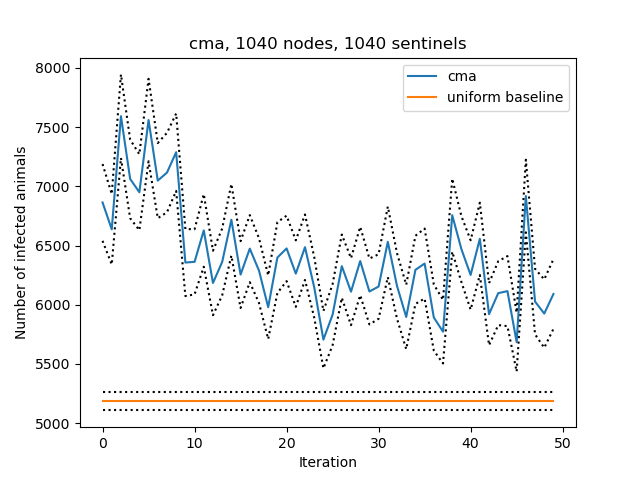 cma, 1040 nodes, 1040 sentinels
cma
uniform baseline
Number of infected animals
8000
7500
7000
6500
6000
5500
5000
0 10 20 30 40 50
Iteration